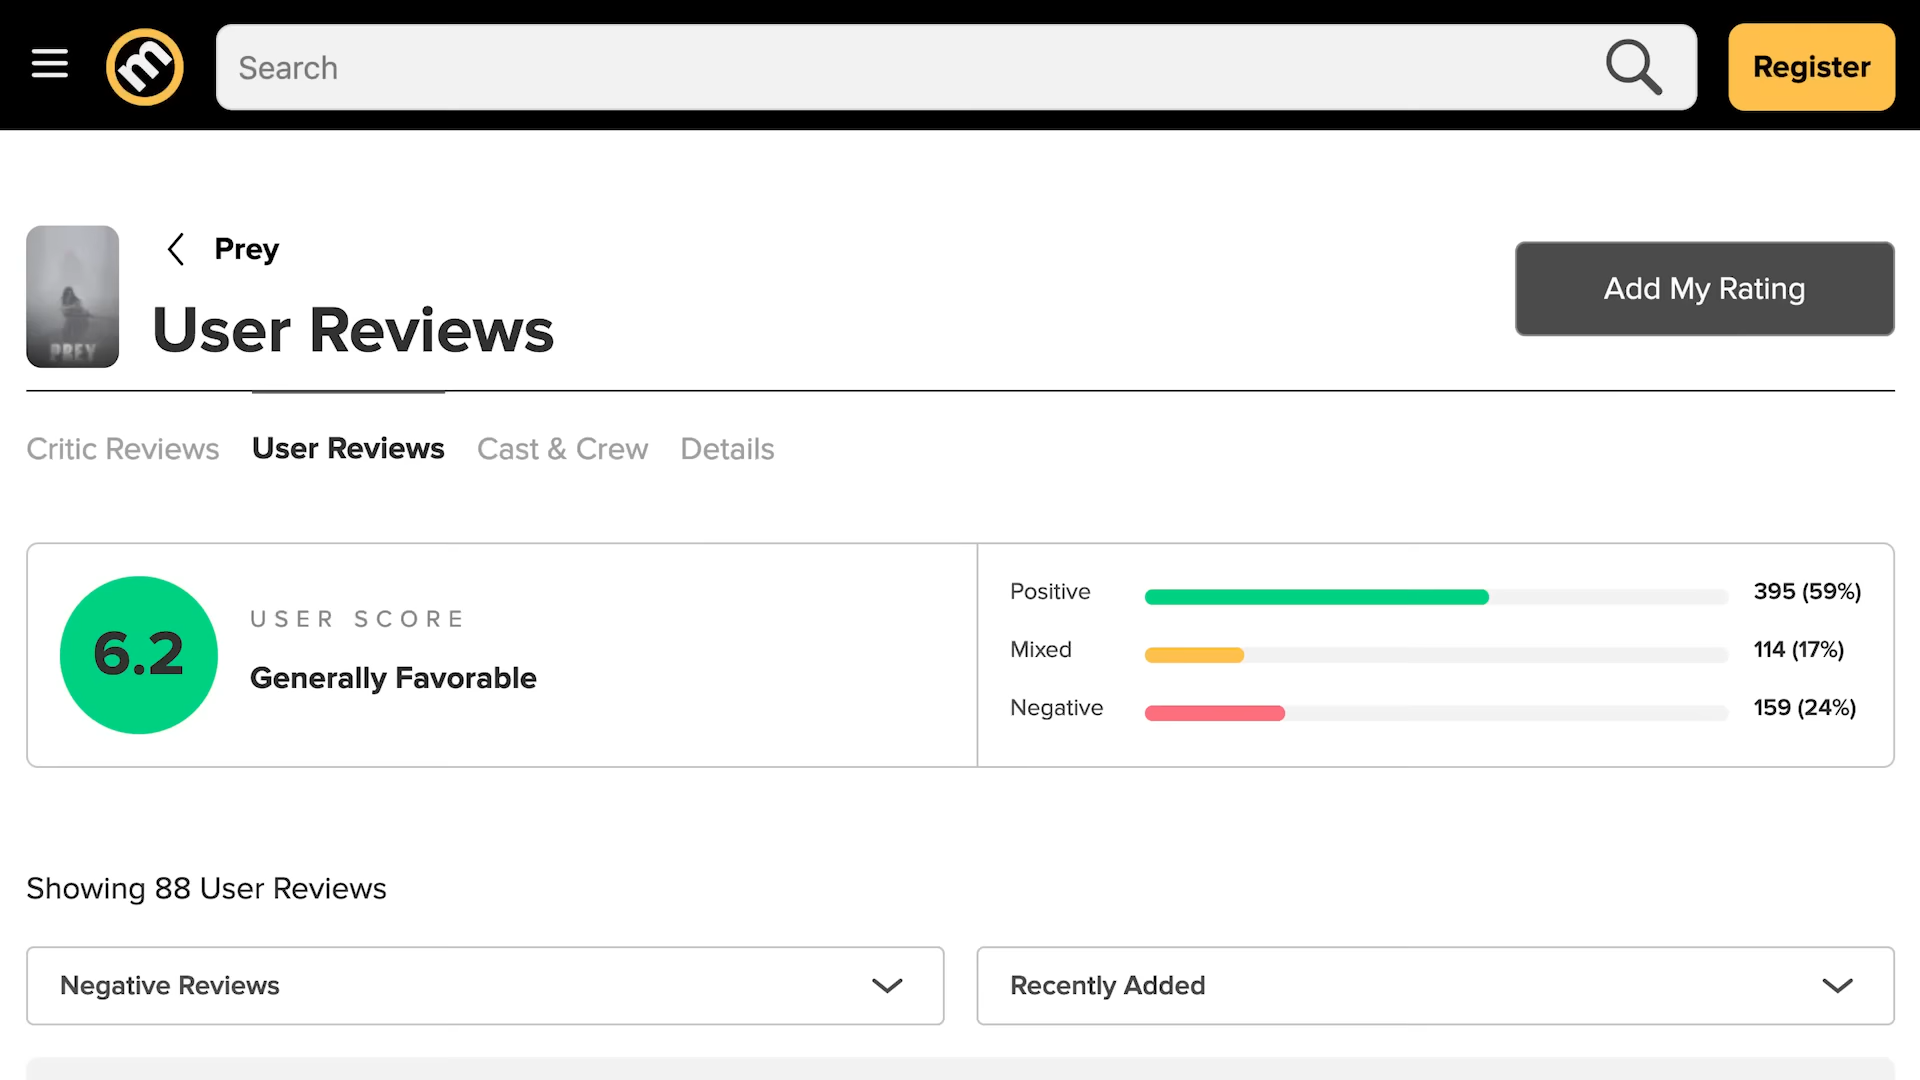 m
Search
Register
PREY
Prey
User Reviews
Add My Rating
Critic Reviews
User Reviews
Cast & Crew
Details
6.2
USER SCORE
Generally Favorable
Positive
395 (59%)
Mixed
114 (17%)
Negative
159 (24%)
Showing 88 User Reviews
Negative Reviews
Recently Added